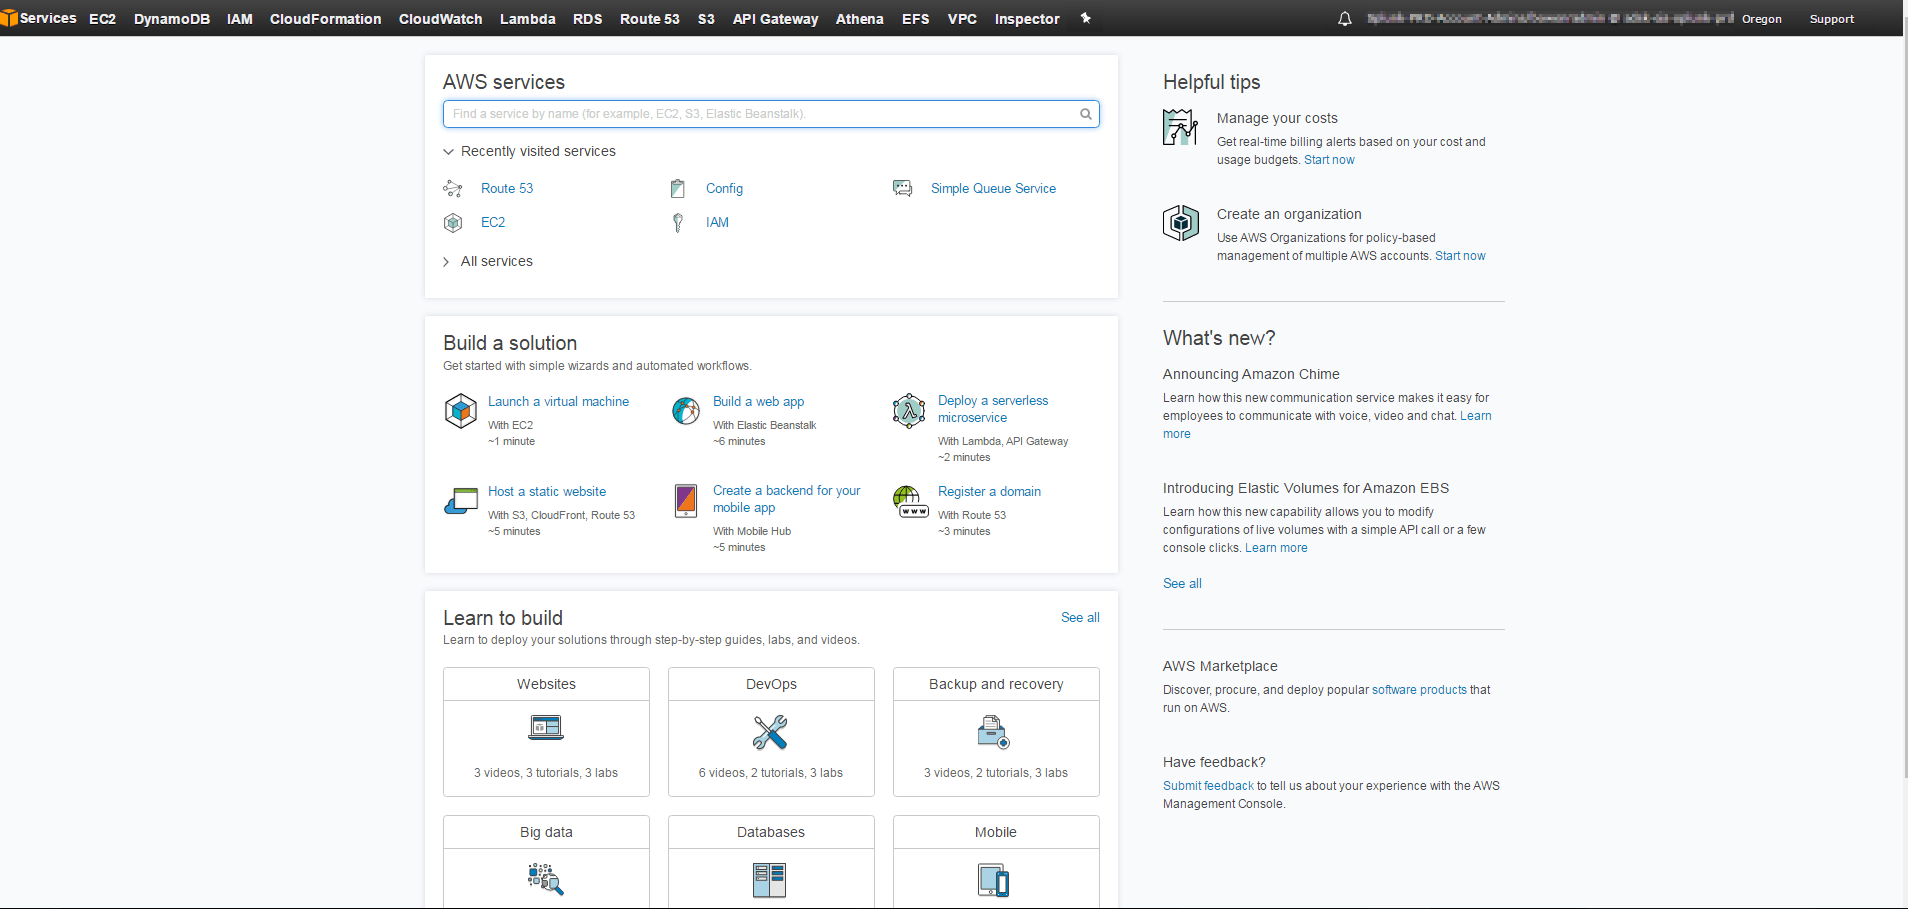 Services EC2 DynamoDB IAM CloudFormation CloudWatch Lambda RDS Route 53 S3 API Gateway Athena EFS VPC Inspector Oregon Support
AWS services
Find a service by name (for example, EC2, S3, Elastic Beanstalk).
Recently visited services
Route 53 Config Simple Queue Service
EC2 IAM
All services
Build a solution
Get started with simple wizards and automated workflows.
Launch a virtual machine
With EC2
~1 minute
Build a web app
With Elastic Beanstalk
~6 minutes
Deploy a serverless
microservice
With Lambda, API Gateway
~2 minutes
Host a static website
With S3, CloudFront, Route 53
~5 minutes
Create a backend for your
mobile app
With Mobile Hub
~5 minutes
Register a domain
With Route 53
~3 minutes
Learn to build
See all
Learn to deploy your solutions through step-by-step guides, labs, and videos.
Websites
3 videos, 3 tutorials, 3 labs
DevOps
6 videos, 2 tutorials, 3 labs
Backup and recovery
3 videos, 2 tutorials, 3 labs
Big data
Databases
Mobile
Helpful tips
Manage your costs
Get real-time billing alerts based on your cost and
usage budgets. Start now
Create an organization
Use AWS Organizations for policy-based
management of multiple AWS accounts. Start now
What's new?
Announcing Amazon Chime
Learn how this new communication service makes it easy for
employees to communicate with voice, video and chat. Learn
more
Introducing Elastic Volumes for Amazon EBS
Learn how this new capability allows you to modify
configurations of live volumes with a simple API call or a few
console clicks. Learn more
See all
AWS Marketplace
Discover, procure, and deploy popular software products that
run on AWS.
Have feedback?
Submit feedback to tell us about your experience with the AWS
Management Console.